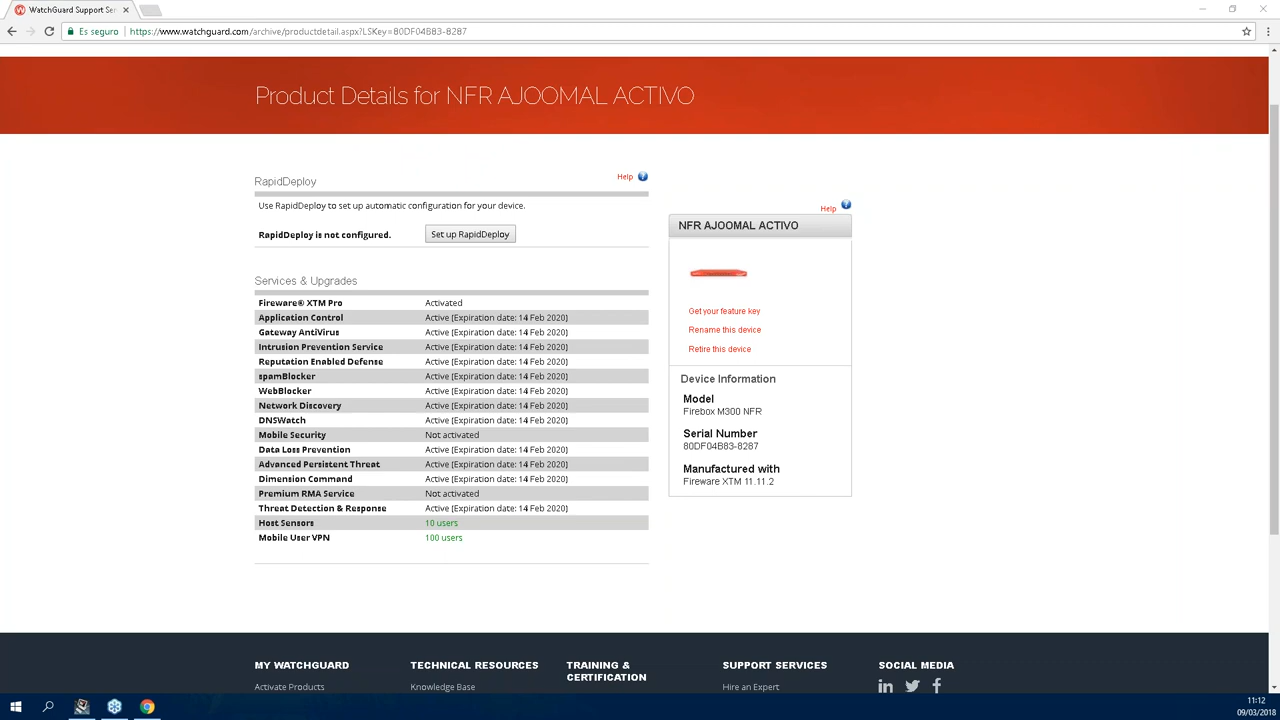 WatchGuard Support Ser
Es seguro
https://www.watchguard.com/archive/productdetail.aspx?LSKey=80DF04B83-8287
Product Details for NFR AJOOMAL ACTIVO
RapidDeploy
Help
Use RapidDeploy to set up automatic configuration for your device.
RapidDeploy is not configured.
Set up RapidDeploy
Services & Upgrades
Fireware® XTM Pro Activated
Application Control Active [Expiration date: 14 Feb 2020]
Gateway AntiVirus Active [Expiration date: 14 Feb 2020]
Intrusion Prevention Service Active [Expiration date: 14 Feb 2020]
Reputation Enabled Defense Active [Expiration date: 14 Feb 2020]
spamBlocker Active [Expiration date: 14 Feb 2020]
WebBlocker Active [Expiration date: 14 Feb 2020]
Network Discovery Active [Expiration date: 14 Feb 2020]
DNSWatch Active [Expiration date: 14 Feb 2020]
Mobile Security Not activated
Data Loss Prevention Active [Expiration date: 14 Feb 2020]
Advanced Persistent Threat Active [Expiration date: 14 Feb 2020]
Dimension Command Active [Expiration date: 14 Feb 2020]
Premium RMA Service Not activated
Threat Detection & Response Active [Expiration date: 14 Feb 2020]
Host Sensors 10 users
Mobile User VPN 100 users
Help
NFR AJOOMAL ACTIVO
Get your feature key
Rename this device
Retire this device
Device Information
Model
Firebox M300 NFR
Serial Number
80DF04B83-8287
Manufactured with
Fireware XTM 11.11.2
MY WATCHGUARD
Activate Products
TECHNICAL RESOURCES
Knowledge Base
TRAINING &
CERTIFICATION
SUPPORT SERVICES
Hire an Expert
SOCIAL MEDIA
11:12
09/03/2018